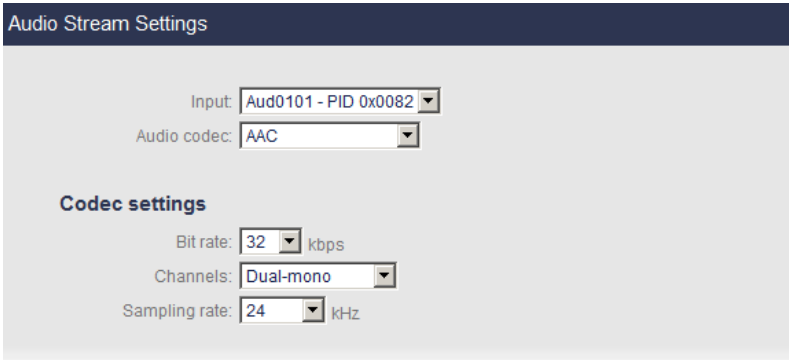 Audio Stream Settings
Input: Aud0101 - PID 0x0082
Audio codec: AAC
Codec settings
Bit rate: 32 kbps
Channels: Dual-mono
Sampling rate: 24 kHz